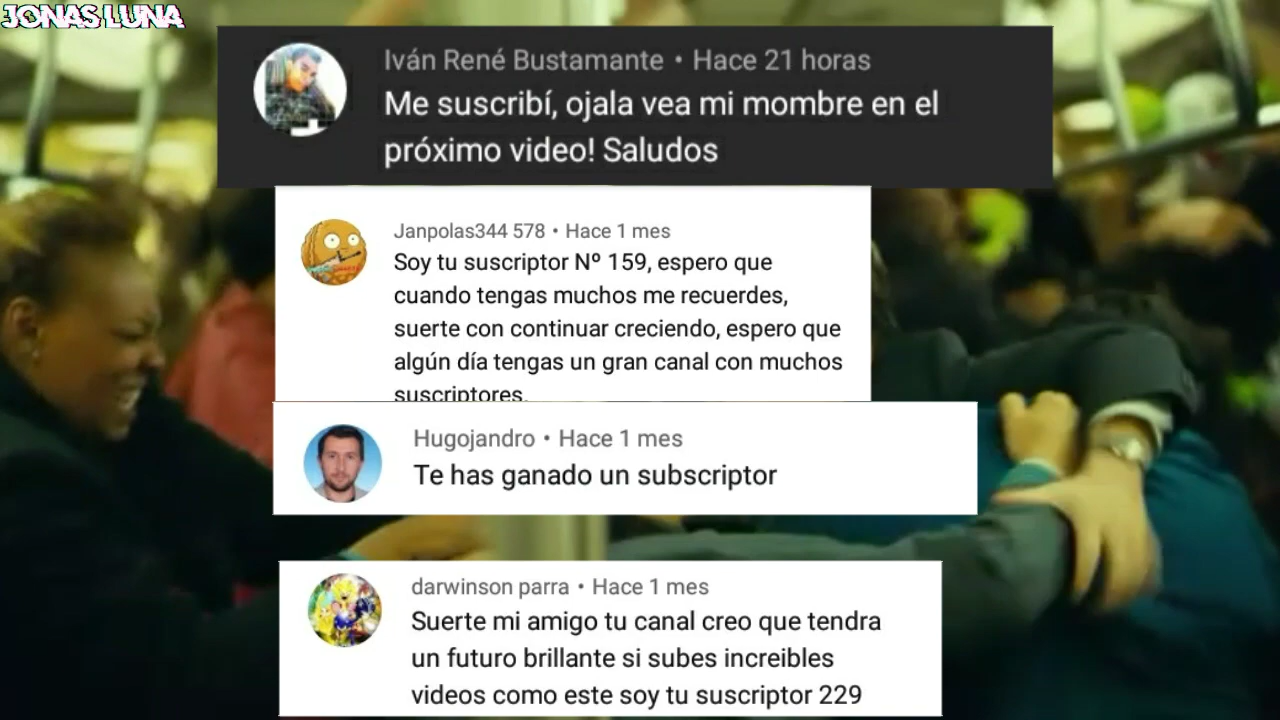 JONAS LUNA
Iván René Bustamante • Hace 21 horas
Me suscribí, ojala vea mi mombre en el
próximo video! Saludos
Janpolas344 578 • Hace 1 mes
Soy tu suscriptor Nº 159, espero que
cuando tengas muchos me recuerdes,
suerte con continuar creciendo, espero que
algún día tengas un gran canal con muchos
suscriptores.
Hugojandro • Hace 1 mes
Te has ganado un subscriptor
darwinson parra • Hace 1 mes
Suerte mi amigo tu canal creo que tendra
un futuro brillante si subes increibles
videos como este soy tu suscriptor 229